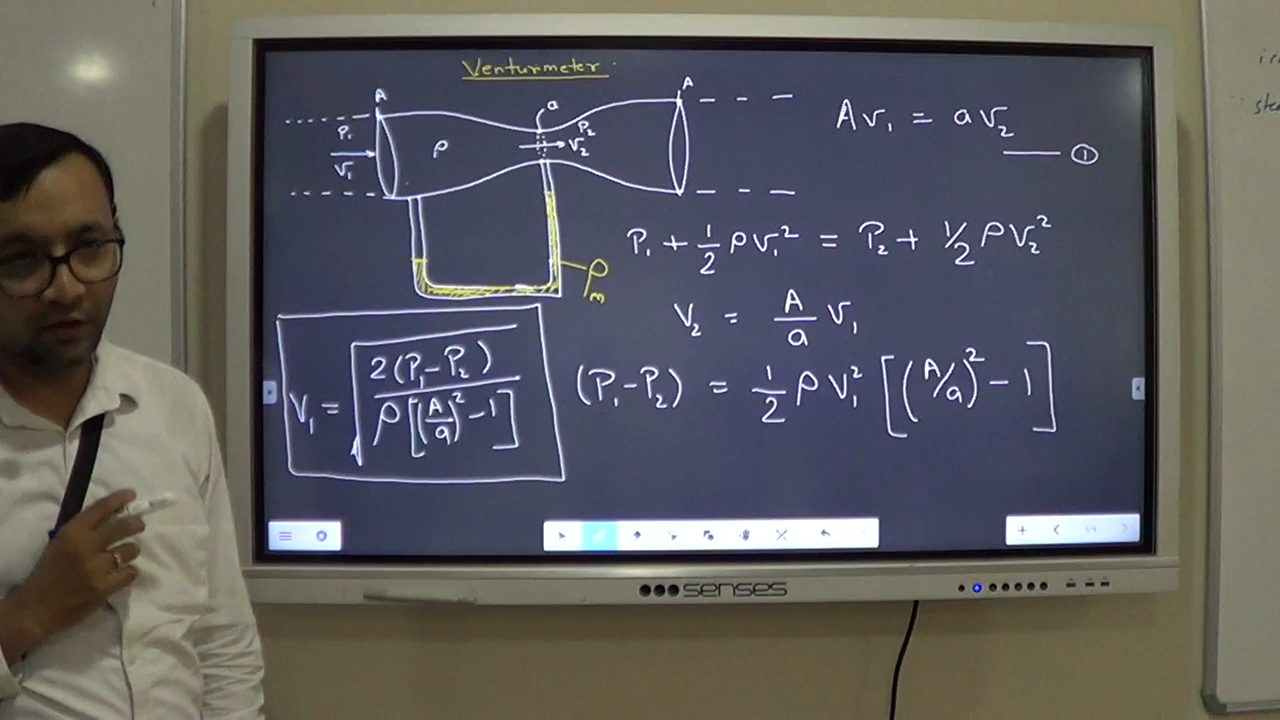 Venturimeter
A
a
A
P₁
V₁
ρ
P₂
V₂
ρm
Av₁ = av₂
①
P₁ + 1/2 ρv₁² = P₂ + 1/2 ρv₂²
V₂ = A/a v₁
(P₁-P₂) = 1/2 ρV₁² [(A/a)² - 1]
V₁ = √(2(P₁-P₂) / ρ[(A/a)² - 1])
senses